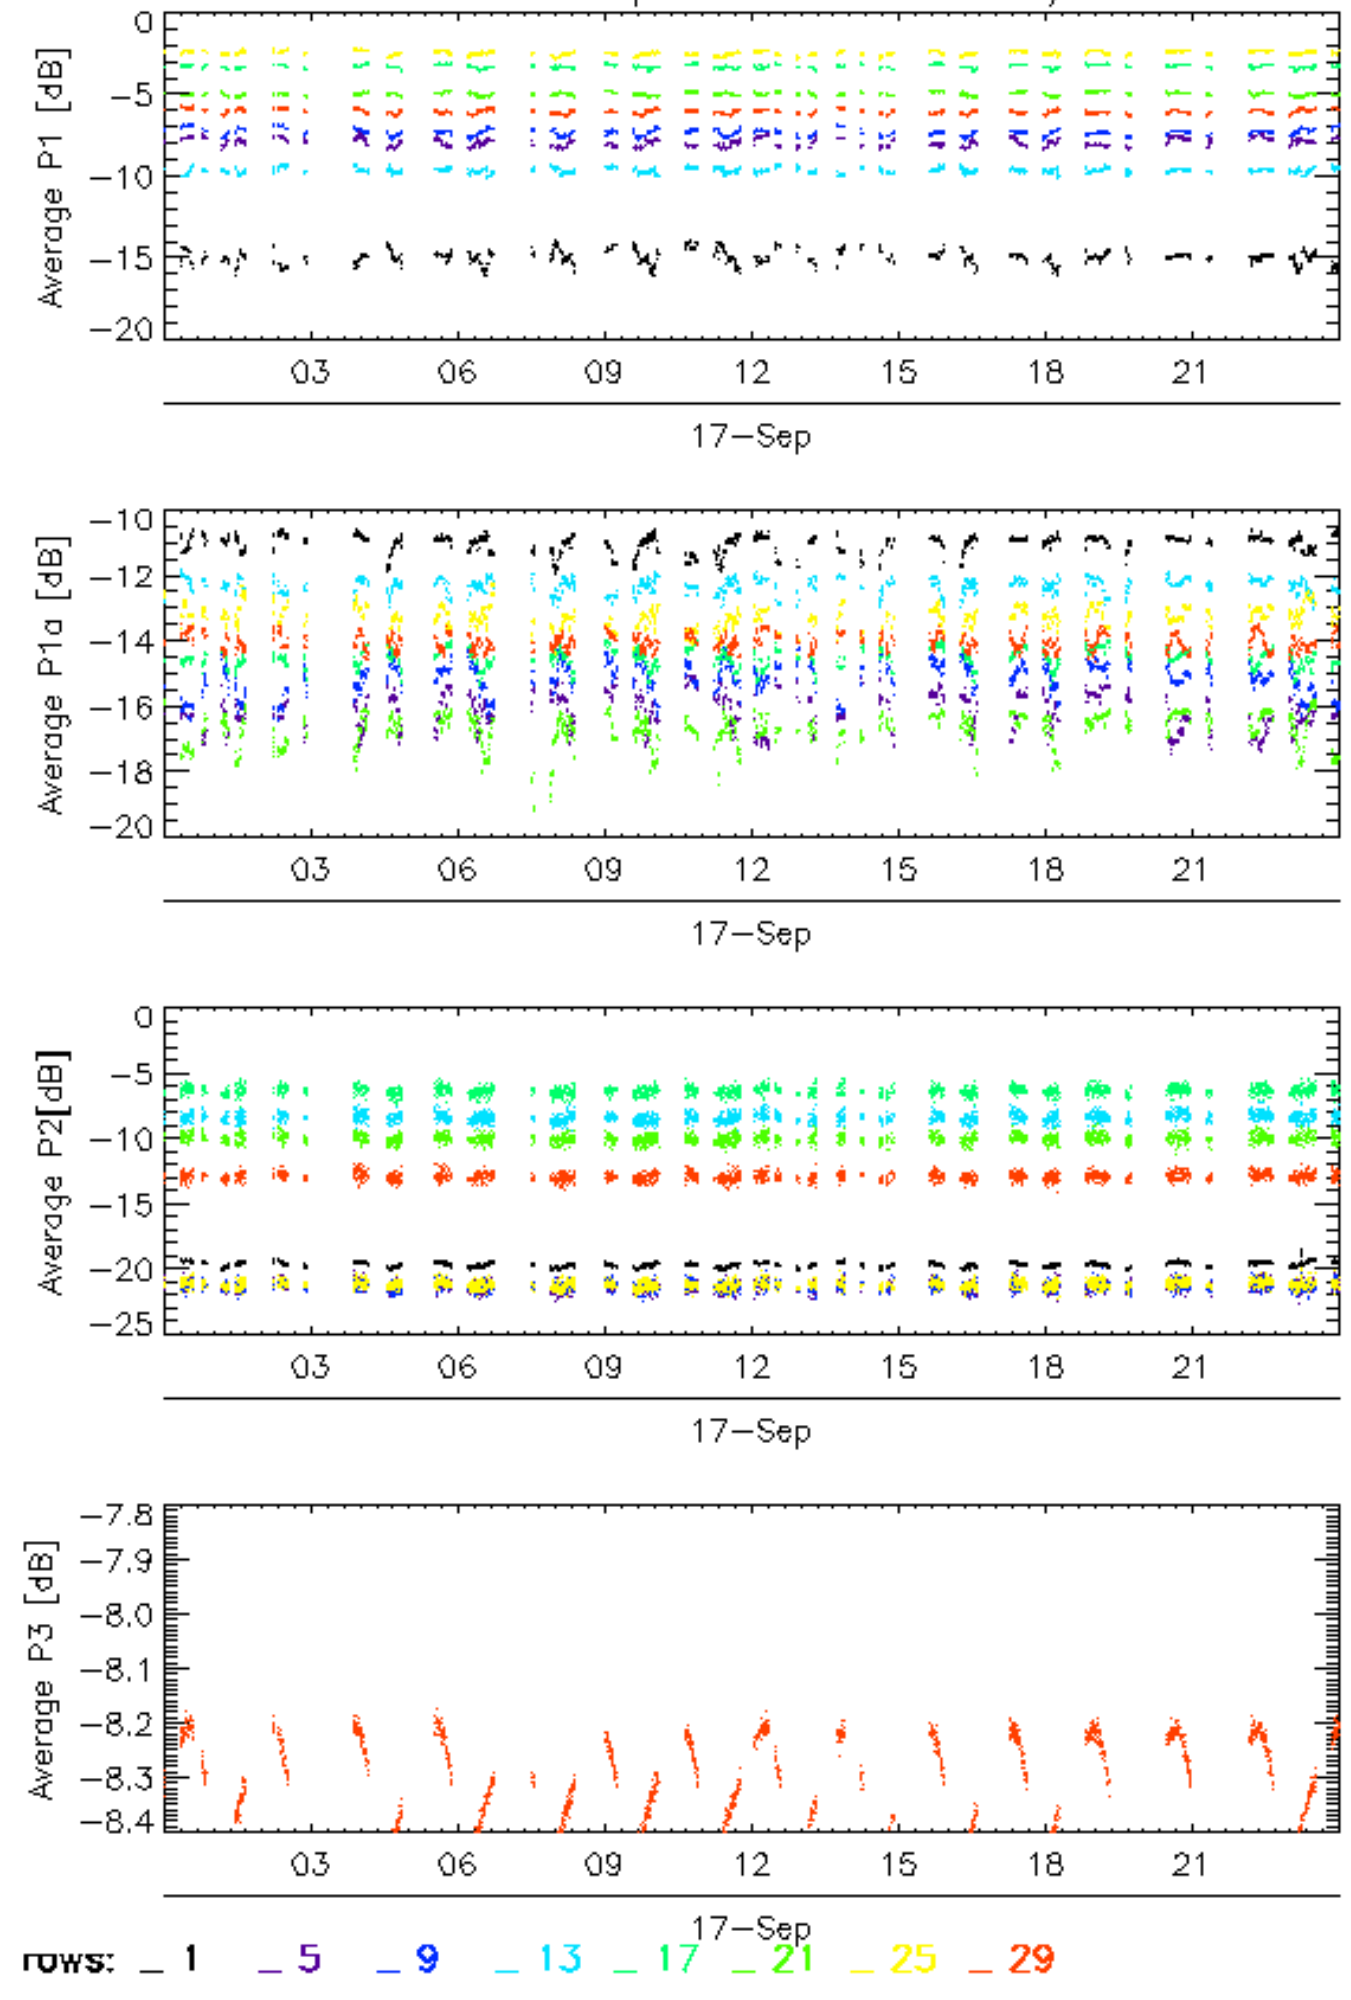 0
−5
−10
−15
−20
Average P1 [dB]
03 06 09 12 15 18 21
17−Sep
−10
−12
−14
−16
−18
−20
Average P1a [dB]
03 06 09 12 15 18 21
17−Sep
0
−5
−10
−15
−20
−25
Average P2[dB]
03 06 09 12 15 18 21
17−Sep
−7.8
−7.9
−8.0
−8.1
−8.2
−8.3
−8.4
Average P3 [dB]
03 06 09 12 15 18 21
17−Sep
rows: _ 1 _ 5 _ 9 _ 13 _ 17 _ 21 _ 25 _ 29